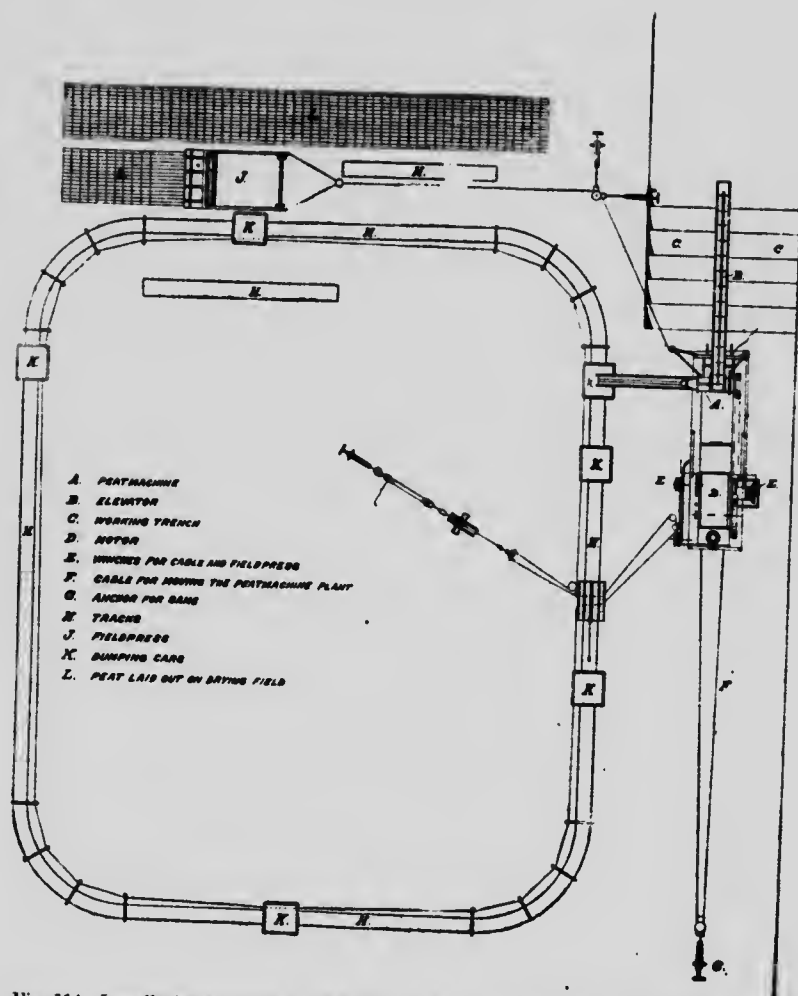 L.
L.
J.
H.
K
H.
H.
C
C
B.
K
K
A.
K
E
D.
E.
H
H
A. PEATMACHINE
B. ELEVATOR
C. WORKING TRENCH
D. MOTOR
E. WINCHES FOR CABLE AND FIELDPRESS
F. CABLE FOR MOVING THE PEATMACHINE PLANT
G. ANCHOR FOR SAME
H. TRACKS
J. FIELDPRESS
K. DUMPING CARS
L. PEAT LAID OUT ON DRYING FIELD
K
F
K.
H.
G.